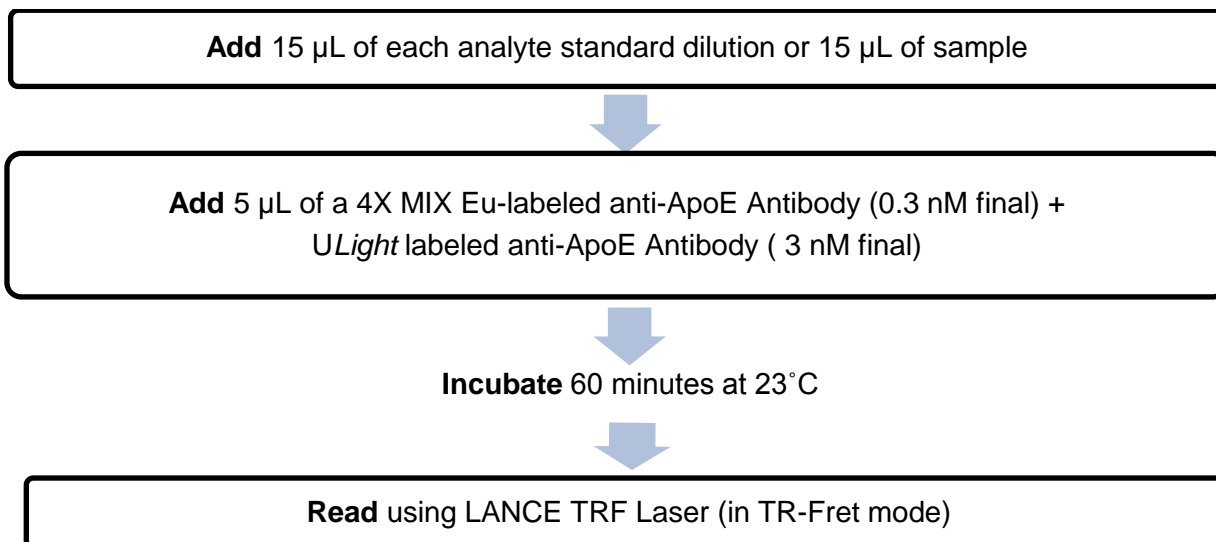 Add 15 µL of each analyte standard dilution or 15 µL of sample
Add 5 µL of a 4X MIX Eu-labeled anti-ApoE Antibody (0.3 nM final) +
ULight labeled anti-ApoE Antibody ( 3 nM final)
Incubate 60 minutes at 23˚C
Read using LANCE TRF Laser (in TR-Fret mode)